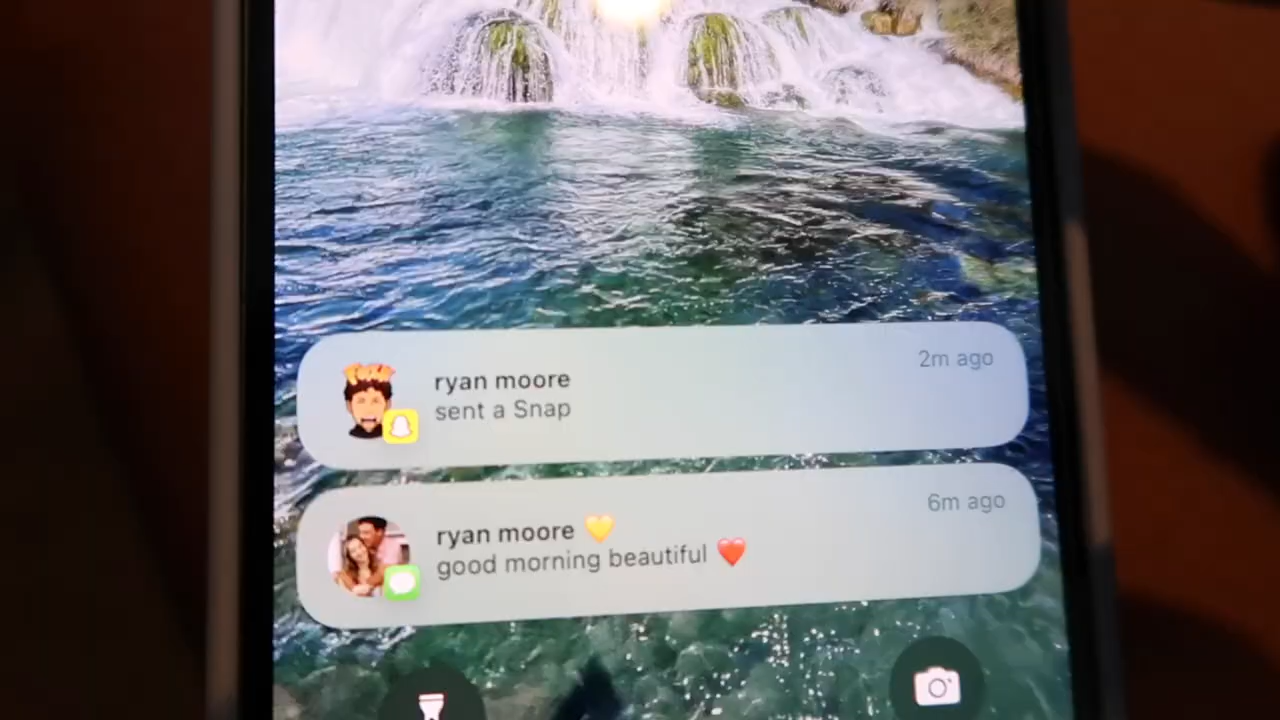 2m ago
ryan moore
sent a Snap
6m ago
ryan moore 💛
good morning beautiful ❤️